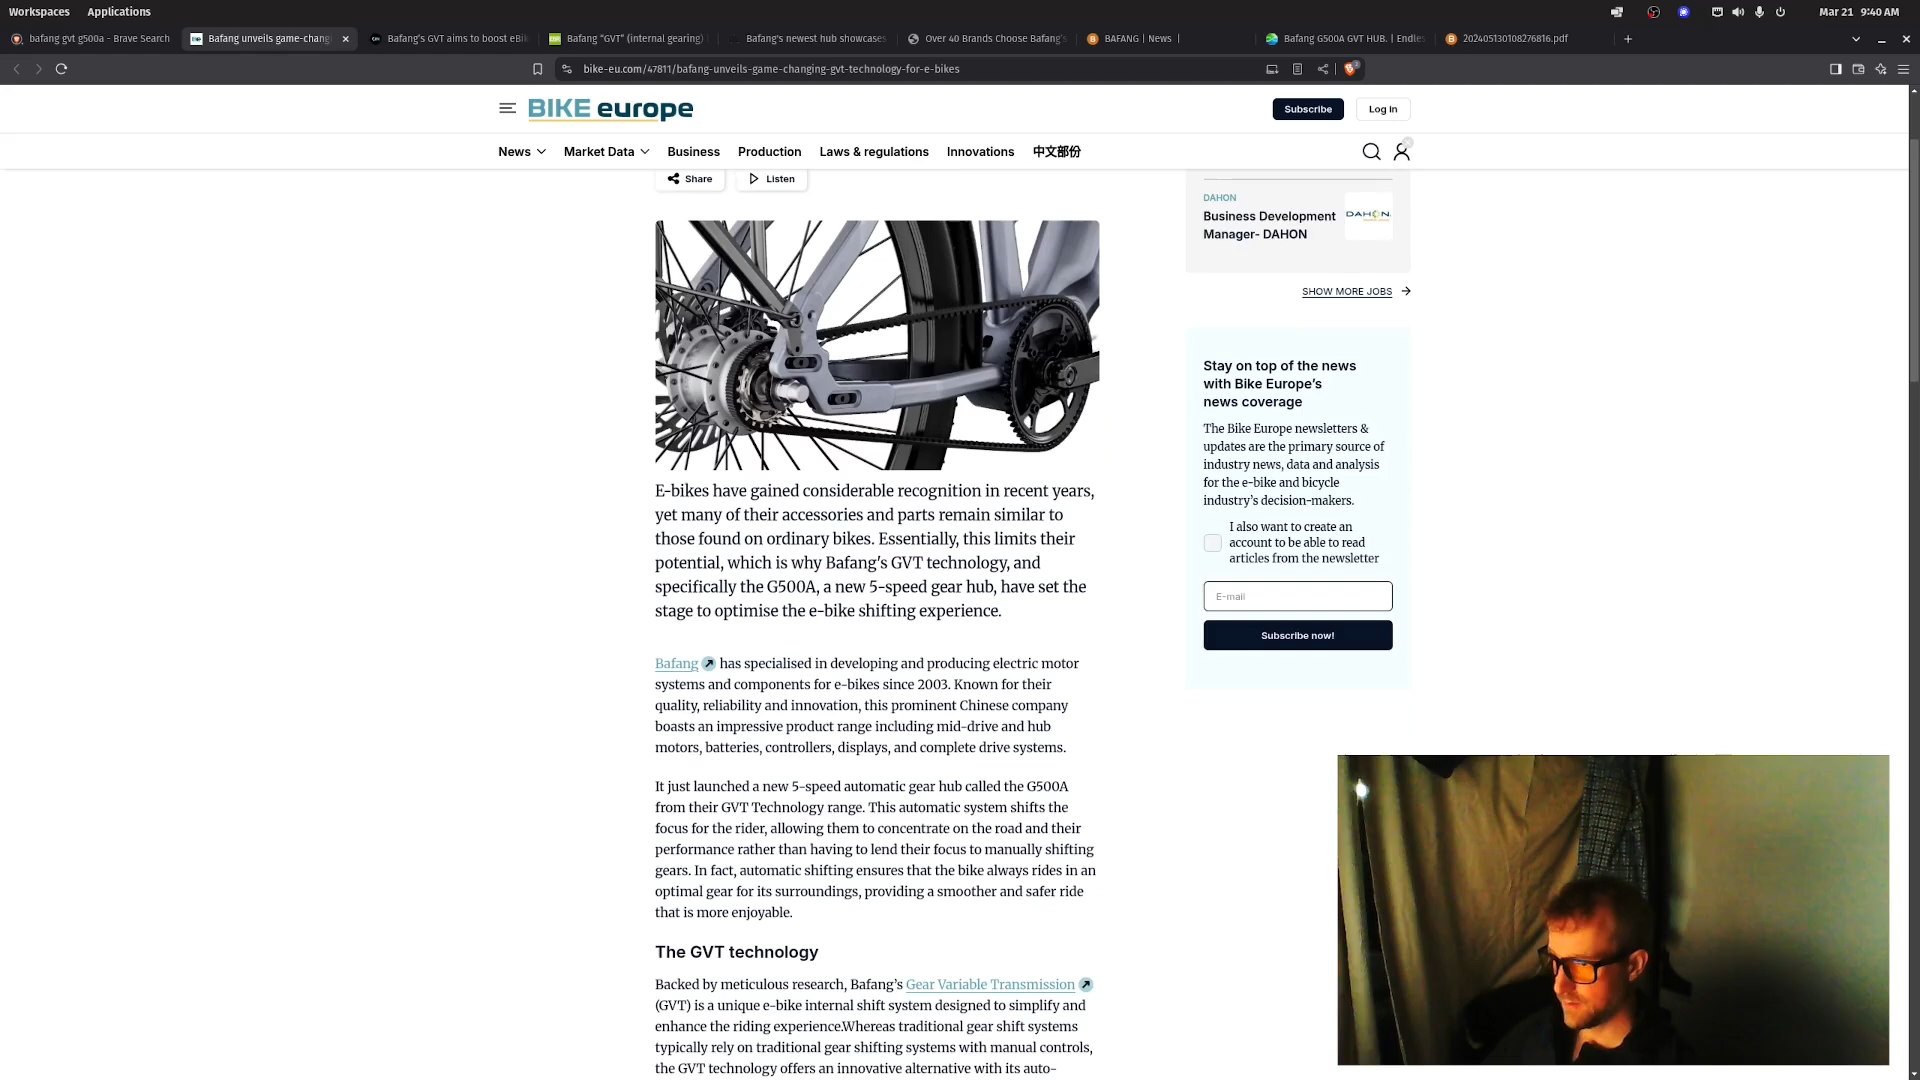 Workspaces
Applications
Mar 21 9:40 AM
bafang gvt g500a - Brave Search
Bafang unveils game-chang
Bafang's GVT aims to boost eBik
Bafang "GVT" (internal gearing)
Bafang's newest hub showcases
Over 40 Brands Choose Bafang's
BAFANG | News |
Bafang G500A GVT HUB. | Endles
202405130108276816.pdf
bike-eu.com/47811/bafang-unveils-game-changing-gvt-technology-for-e-bikes
BIKE europe
Subscribe
Log in
News
Market Data
Business
Production
Laws & regulations
Innovations
中文部份
Share
Listen
E-bikes have gained considerable recognition in recent years,
yet many of their accessories and parts remain similar to
those found on ordinary bikes. Essentially, this limits their
potential, which is why Bafang's GVT technology, and
specifically the G500A, a new 5-speed gear hub, have set the
stage to optimise the e-bike shifting experience.
Bafang has specialised in developing and producing electric motor
systems and components for e-bikes since 2003. Known for their
quality, reliability and innovation, this prominent Chinese company
boasts an impressive product range including mid-drive and hub
motors, batteries, controllers, displays, and complete drive systems.
It just launched a new 5-speed automatic gear hub called the G500A
from their GVT Technology range. This automatic system shifts the
focus for the rider, allowing them to concentrate on the road and their
performance rather than having to lend their focus to manually shifting
gears. In fact, automatic shifting ensures that the bike always rides in an
optimal gear for its surroundings, providing a smoother and safer ride
that is more enjoyable.
The GVT technology
Backed by meticulous research, Bafang's Gear Variable Transmission
(GVT) is a unique e-bike internal shift system designed to simplify and
enhance the riding experience.Whereas traditional gear shift systems
typically rely on traditional gear shifting systems with manual controls,
the GVT technology offers an innovative alternative with its auto-
DAHON
Business Development
Manager- DAHON
DAHON
SHOW MORE JOBS
Stay on top of the news
with Bike Europe's
news coverage
The Bike Europe newsletters &
updates are the primary source of
industry news, data and analysis
for the e-bike and bicycle
industry's decision-makers.
I also want to create an
account to be able to read
articles from the newsletter
E-mail
Subscribe now!